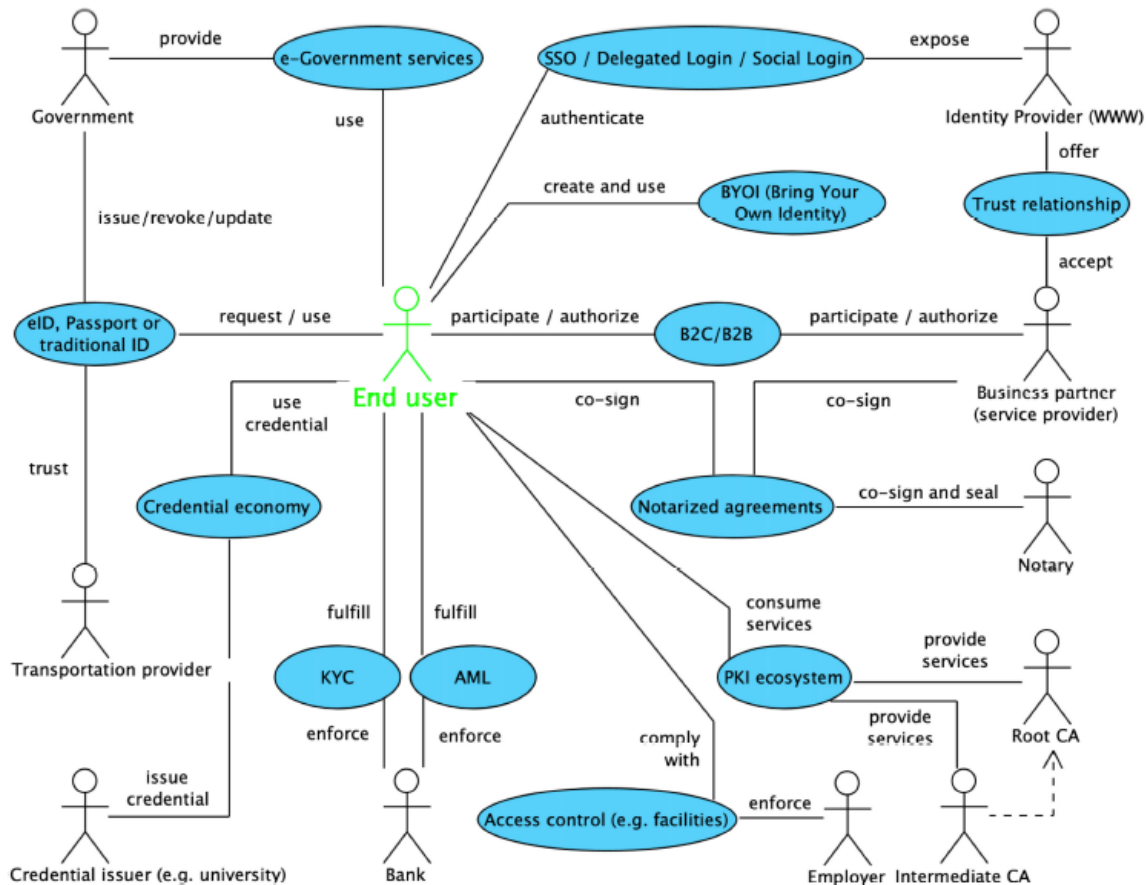 provide
e-Government services
SSO / Delegated Login / Social Login
expose
Government
use
authenticate
Identity Provider (WWW)
offer
create and use
BYOI (Bring Your
Own Identity)
Trust relationship
issue/revoke/update
accept
eID, Passport or
traditional ID
request / use
participate / authorize
B2C/B2B
participate / authorize
End user
use
credential
co-sign
co-sign
Business partner
(service provider)
trust
Credential economy
Notarized agreements
co-sign and seal
Notary
fulfill
fulfill
consume
services
Transportation provider
KYC
AML
PKI ecosystem
provide
services
enforce
enforce
comply
with
provide
services
Root CA
issue
credential
Access control (e.g. facilities)
enforce
Credential issuer (e.g. university)
Bank
Employer
Intermediate CA